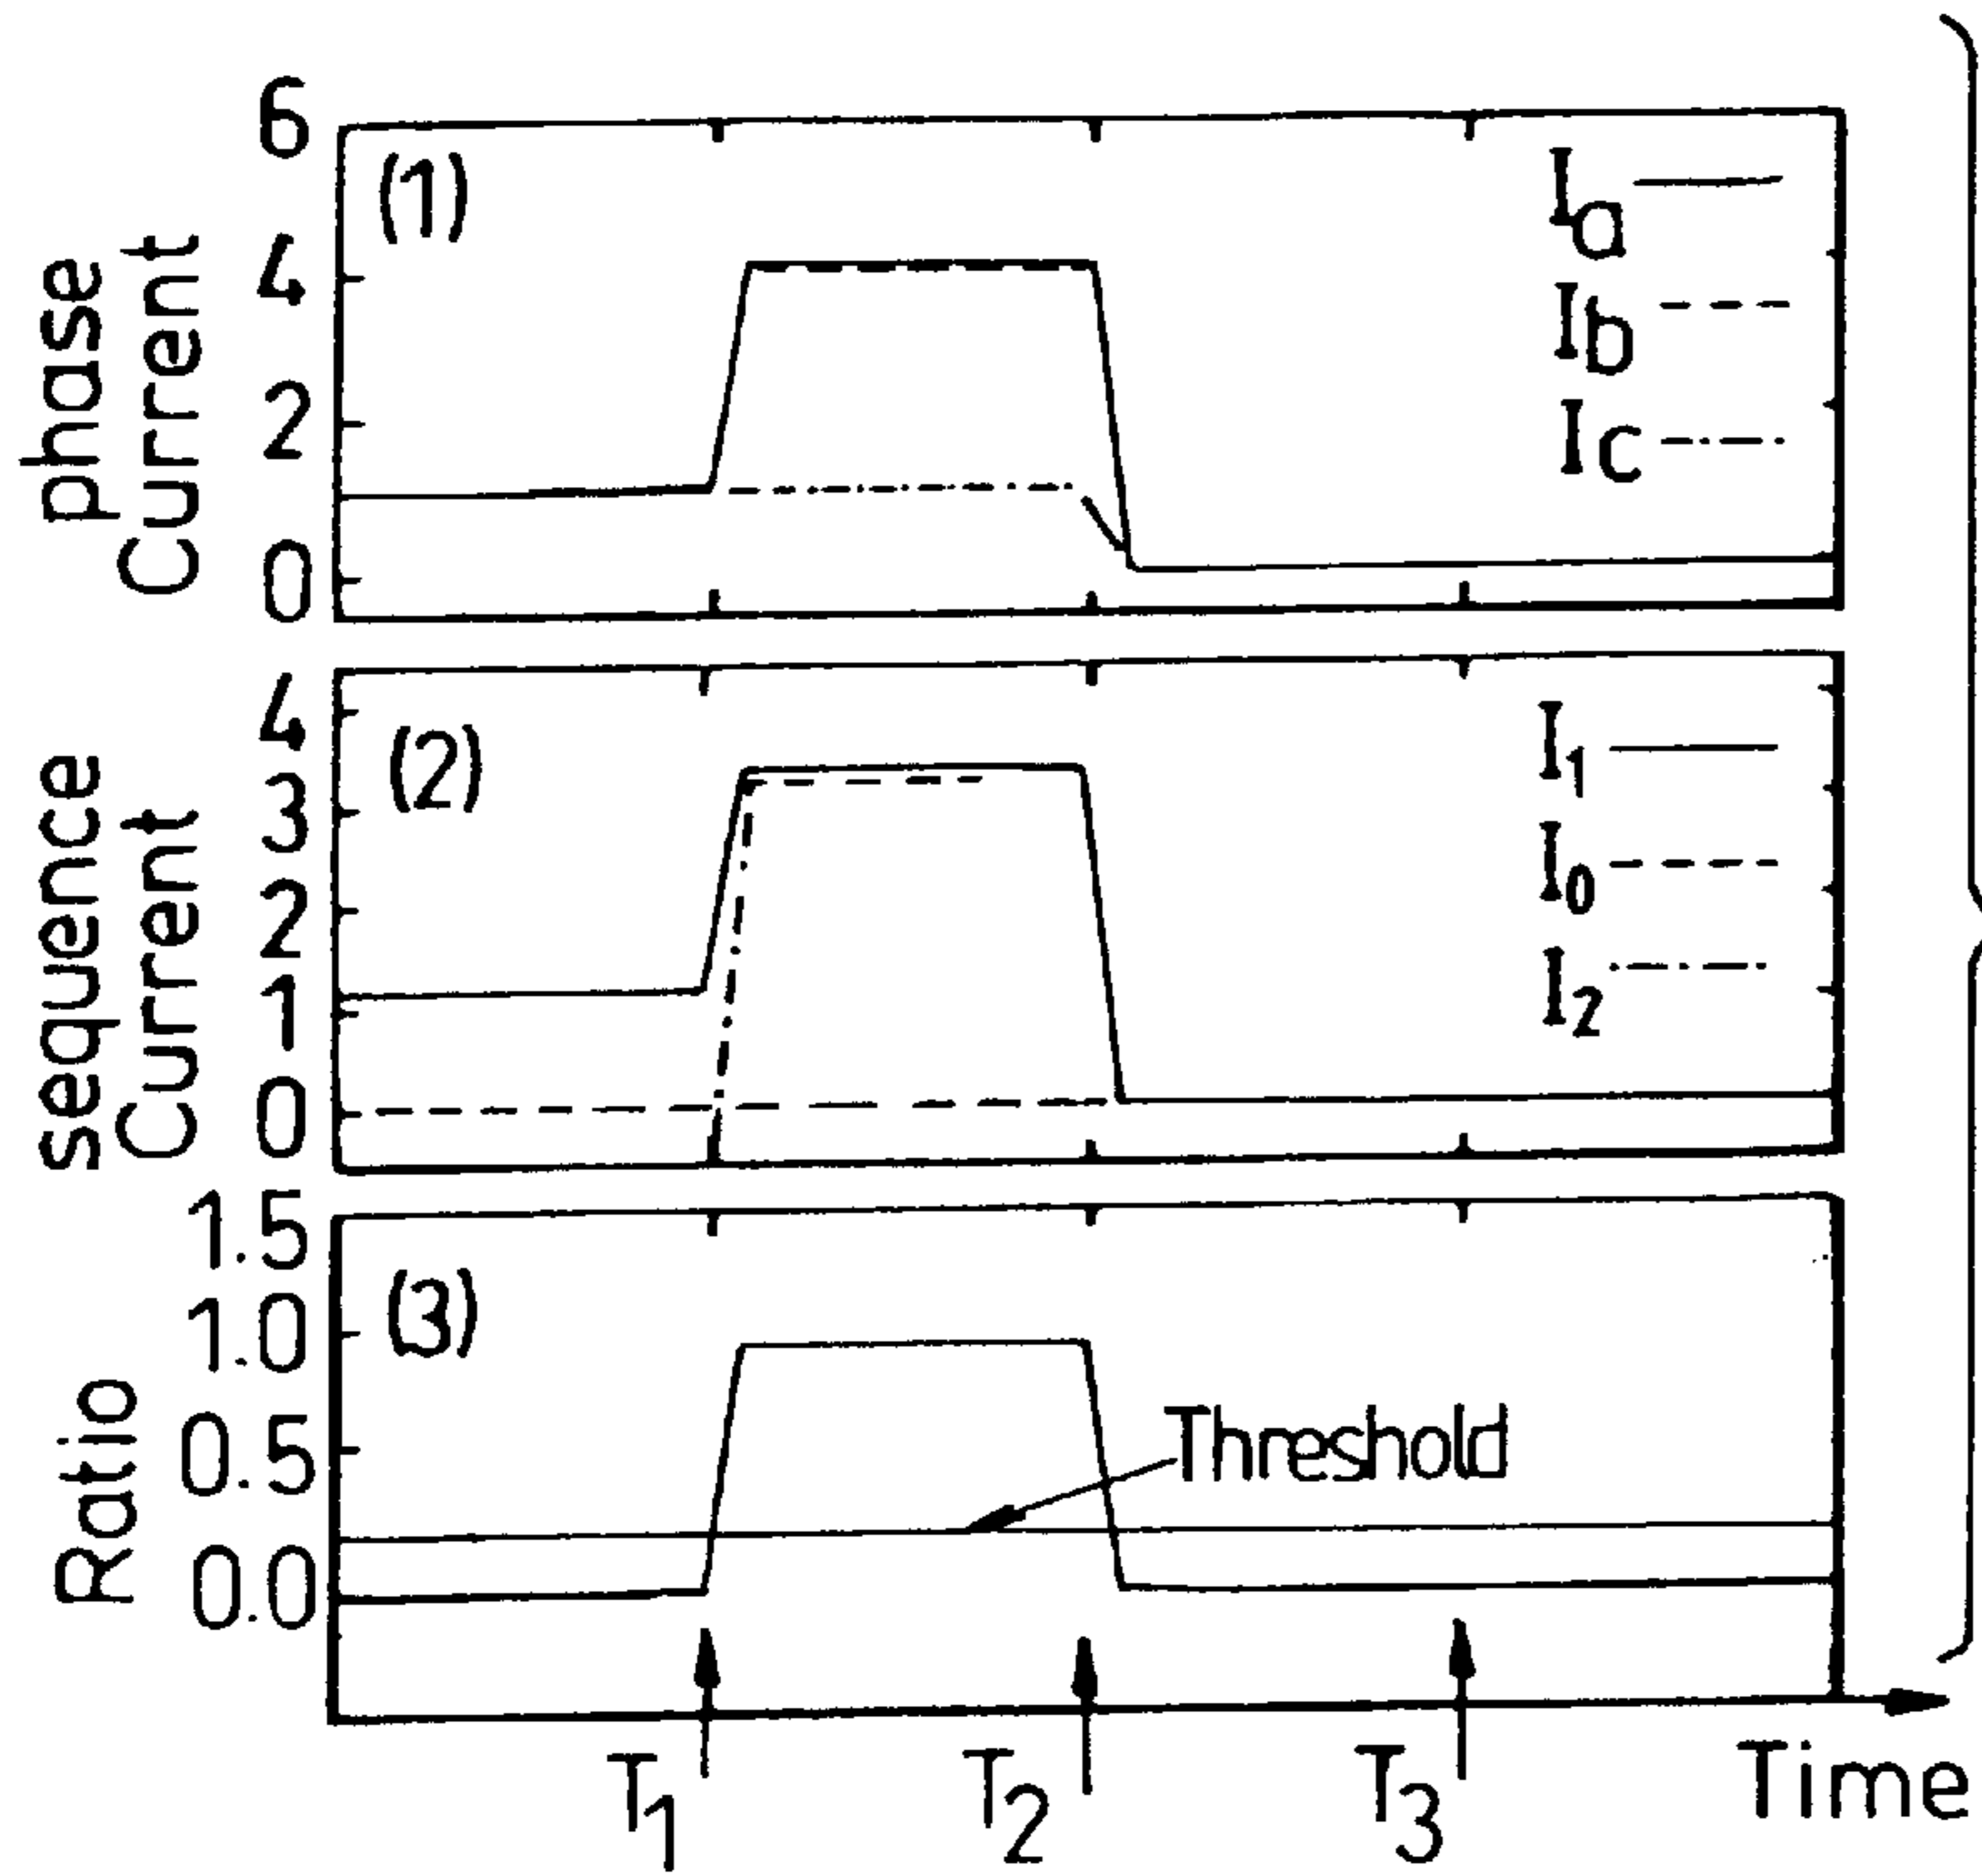 phase
Current
6
4
2
0
(1)
Ia
Ib
Ic
sequence
Current
4
3
2
1
0
(2)
I1
I0
I2
Ratio
1.5
1.0
0.5
0.0
(3)
Threshold
T1 T2 T3 Time